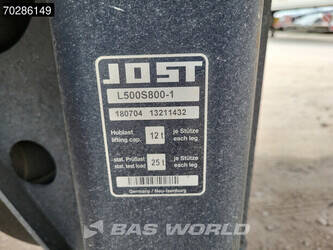 70286149
JOST
L500S800-1
180704 13211432
Hublast
lifting cap. 12 t je Stütze
each leg
stat. Prüflast
stat. test load 25 t je Stütze
each leg
Germany / Neu-Isenburg
BAS WORLD